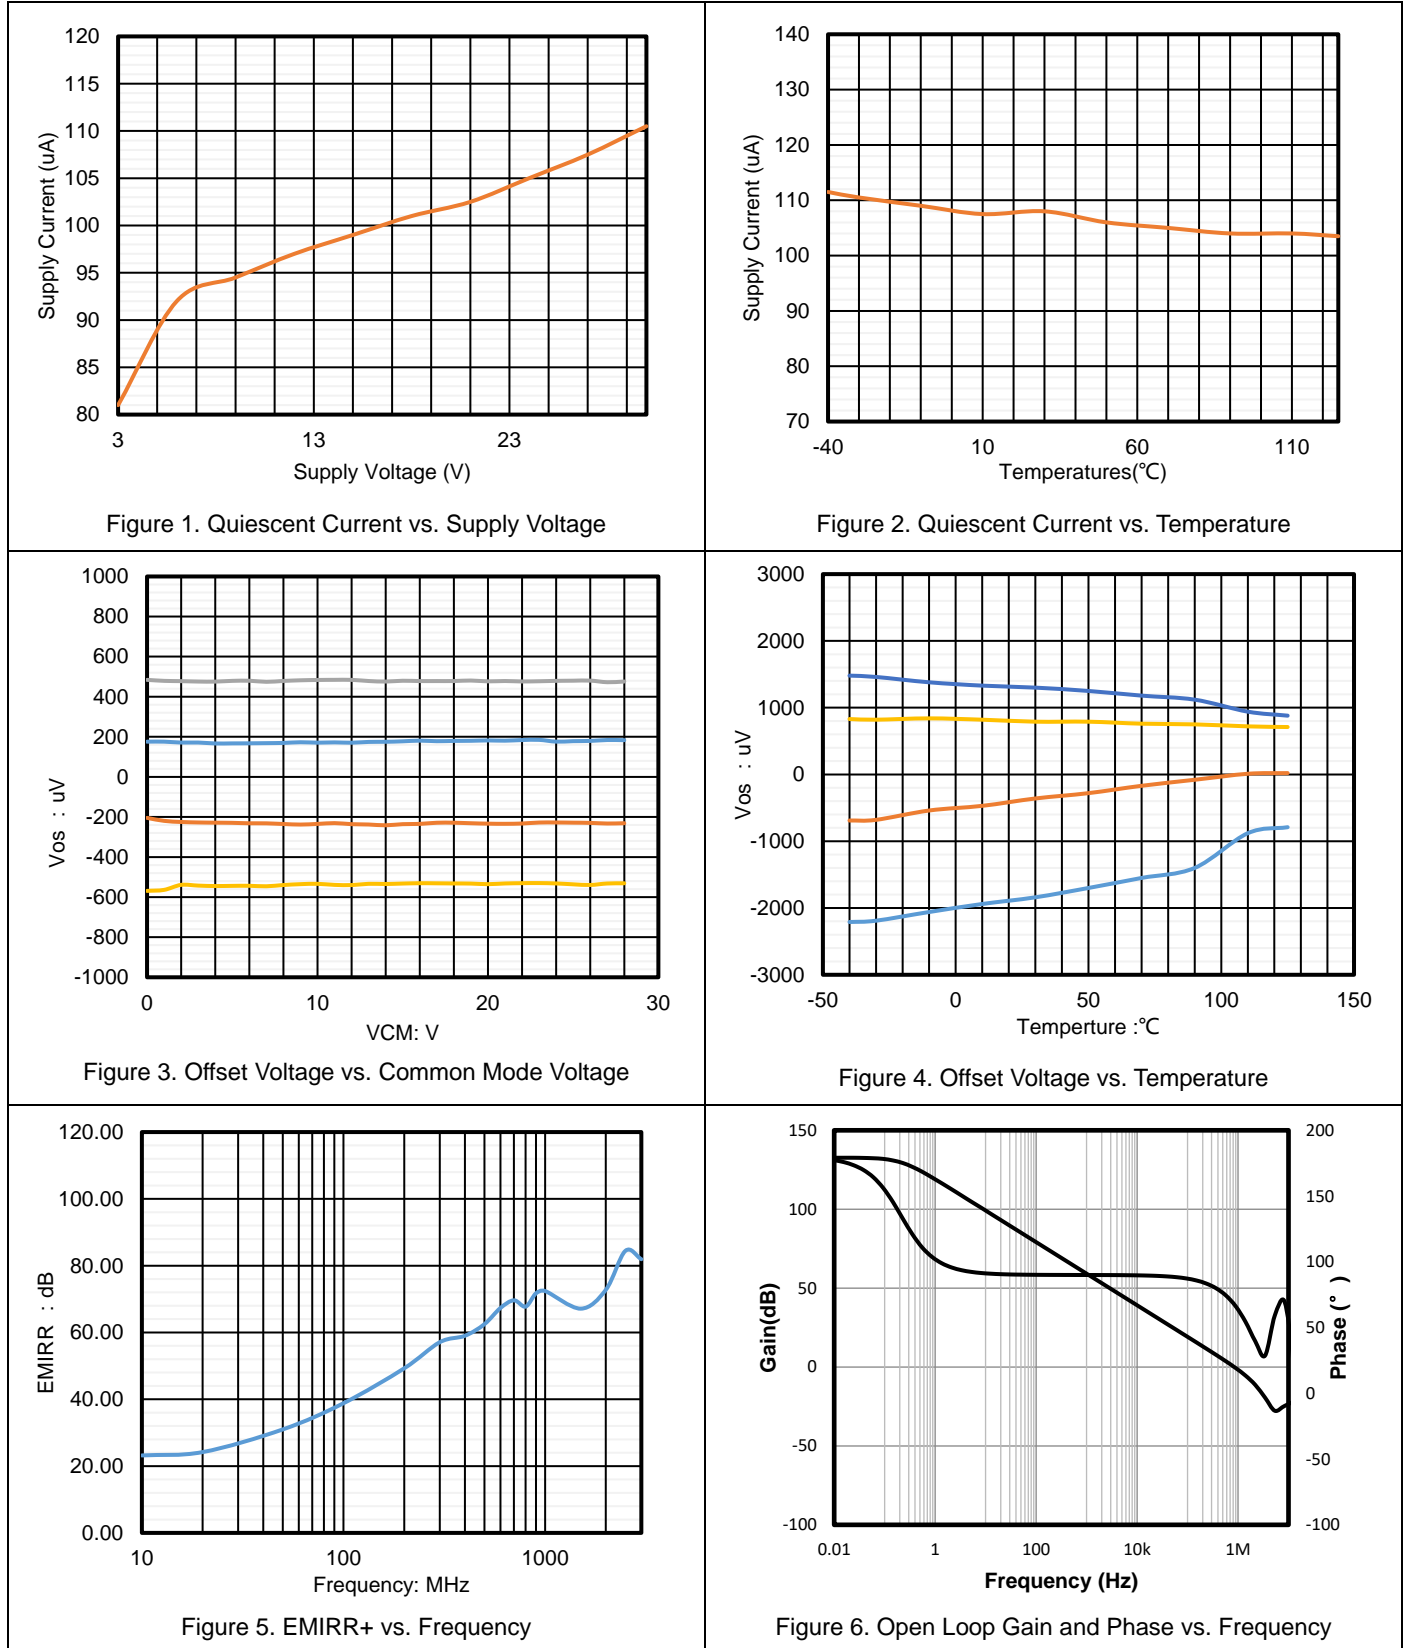 120
115
110
105
100
95
90
85
80
3 13 23
Supply Current (uA)
Supply Voltage (V)
Figure 1. Quiescent Current vs. Supply Voltage
140
130
120
110
100
90
80
70
-40 10 60 110
Supply Current (uA)
Temperatures(℃)
Figure 2. Quiescent Current vs. Temperature
1000
800
600
400
200
0
-200
-400
-600
-800
-1000
0 10 20 30
Vos : uV
VCM: V
Figure 3. Offset Voltage vs. Common Mode Voltage
3000
2000
1000
0
-1000
-2000
-3000
-50 0 50 100 150
Vos : uV
Temperture :℃
Figure 4. Offset Voltage vs. Temperature
120.00
100.00
80.00
60.00
40.00
20.00
0.00
10 100 1000
EMIRR : dB
Frequency: MHz
Figure 5. EMIRR+ vs. Frequency
150
100
50
0
-50
-100
200
150
100
50
0
-50
-100
0.01 1 100 10k 1M
Gain(dB)
Phase (° )
Frequency (Hz)
Figure 6. Open Loop Gain and Phase vs. Frequency